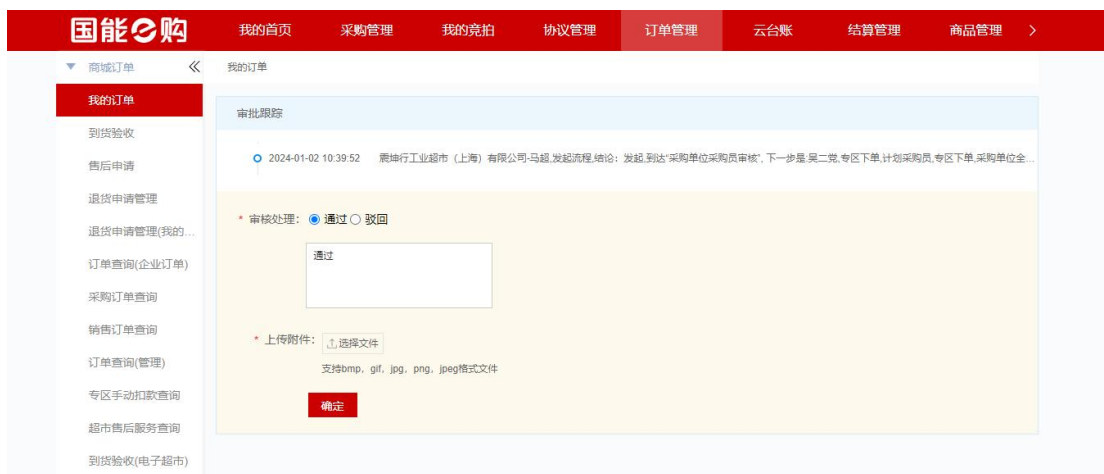 国能e购 我的首页 采购管理 我的竞拍 协议管理 订单管理 云台账 结算管理 商品管理
商城订单 我的订单
我的订单
审批跟踪
到货验收
2024-01-02 10:39:52 震坤行工业超市（上海）有限公司-马超,发起流程,结论：发起,到达“采购单位采购员审核”, 下一步是:吴二党,专区下单,计划采购员,专区下单,采购单位全...
售后申请
退货申请管理
* 审核处理： 通过 驳回
退货申请管理(我的...
通过
订单查询(企业订单)
采购订单查询
销售订单查询
* 上传附件： 选择文件
订单查询(管理)
支持bmp，gif，jpg，png，jpeg格式文件
专区手动扣款查询
确定
超市售后服务查询
到货验收(电子超市)